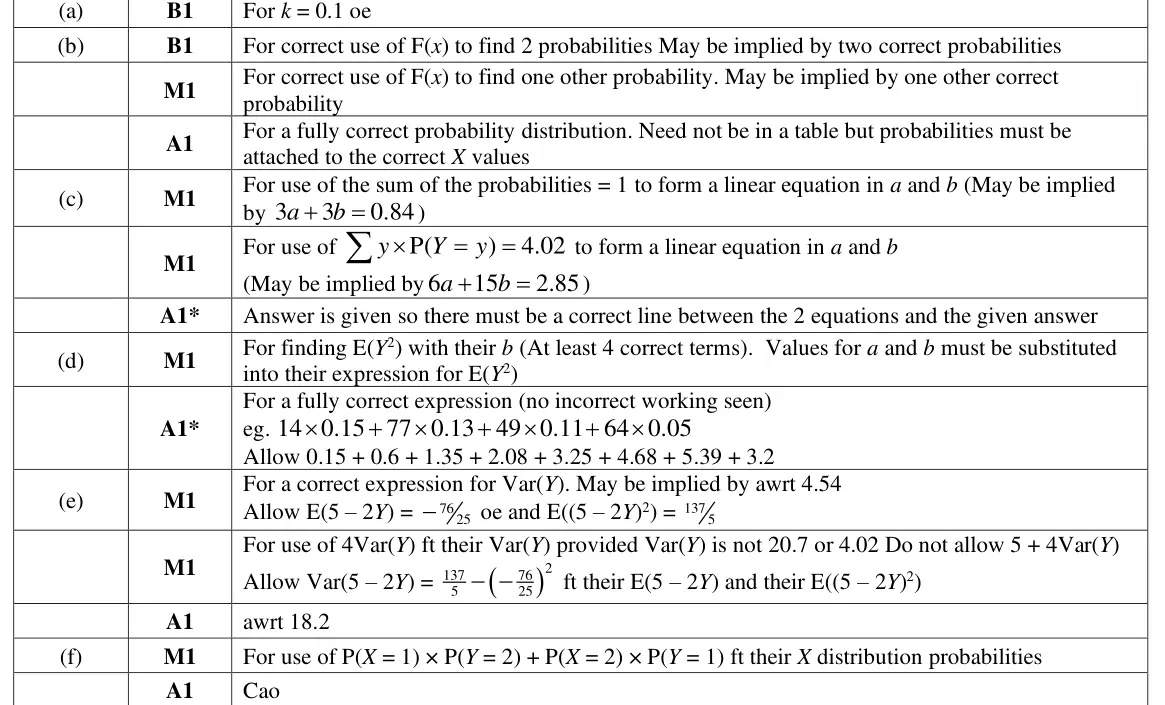 (a) B1 For k = 0.1 oe
(b) B1 For correct use of F(x) to find 2 probabilities May be implied by two correct probabilities
M1 For correct use of F(x) to find one other probability. May be implied by one other correct
probability
A1 For a fully correct probability distribution. Need not be in a table but probabilities must be
attached to the correct X values
(c) M1 For use of the sum of the probabilities = 1 to form a linear equation in a and b (May be implied
by 3a + 3b = 0.84)
M1 For use of ∑ y × P(Y = y) = 4.02 to form a linear equation in a and b
(May be implied by 6a + 15b = 2.85)
A1* Answer is given so there must be a correct line between the 2 equations and the given answer
(d) M1 For finding E(Y²) with their b (At least 4 correct terms). Values for a and b must be substituted
into their expression for E(Y²)
A1* For a fully correct expression (no incorrect working seen)
eg. 14×0.15+77×0.13+49×0.11+64×0.05
Allow 0.15 + 0.6 + 1.35 + 2.08 + 3.25 + 4.68 + 5.39 + 3.2
(e) M1 For a correct expression for Var(Y). May be implied by awrt 4.54
Allow E(5 – 2Y) = −76/25 oe and E((5 – 2Y)²) = 137/5
M1 For use of 4Var(Y) ft their Var(Y) provided Var(Y) is not 20.7 or 4.02 Do not allow 5 + 4Var(Y)
Allow Var(5 – 2Y) = 137/5 − (−76/25)² ft their E(5 – 2Y) and their E((5 – 2Y)²)
A1 awrt 18.2
(f) M1 For use of P(X = 1) × P(Y = 2) + P(X = 2) × P(Y = 1) ft their X distribution probabilities
A1 Cao